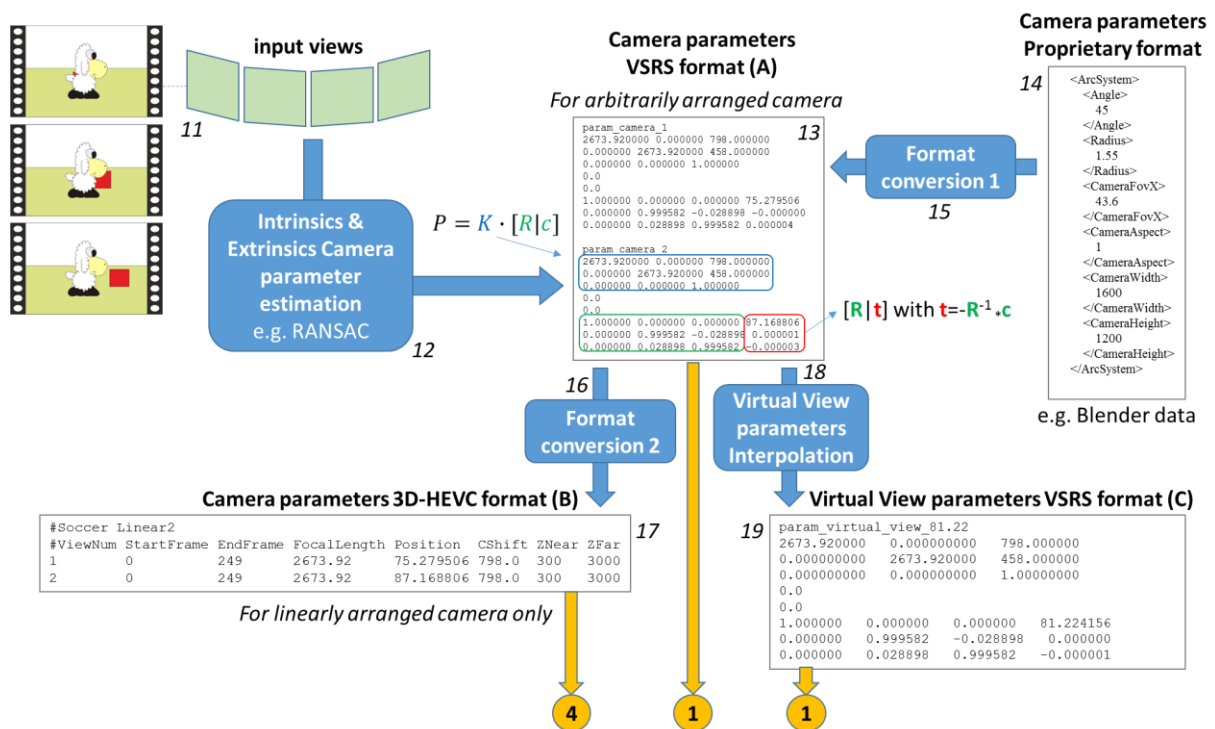 input views
11
Intrinsics &
Extrinsics Camera
parameter
estimation
e.g. RANSAC
12
P = K · [R|c]
Camera parameters
VSRS format (A)
For arbitrarily arranged camera
13
param_camera_1
2673.920000 0.000000 798.000000
0.000000 2673.920000 458.000000
0.000000 0.000000 1.000000
0.0
0.0
1.000000 0.000000 0.000000 75.279506
0.000000 0.999582 -0.028898 -0.000000
0.000000 0.028898 0.999582 0.000004
param_camera_2
2673.920000 0.000000 798.000000
0.000000 2673.920000 458.000000
0.000000 0.000000 1.000000
0.0
0.0
1.000000 0.000000 0.000000 87.168806
0.000000 0.999582 -0.028898 0.000001
0.000000 0.028898 0.999582 -0.000003
[R|t] with t=-R⁻¹*c
Format
conversion 1
15
Camera parameters
Proprietary format
14
<ArcSystem>
<Angle>
45
</Angle>
<Radius>
1.55
</Radius>
<CameraFovX>
43.6
</CameraFovX>
<CameraAspect>
1
</CameraAspect>
<CameraWidth>
1600
</CameraWidth>
<CameraHeight>
1200
</CameraHeight>
</ArcSystem>
e.g. Blender data
16
Format
conversion 2
18
Virtual View
parameters
Interpolation
Camera parameters 3D-HEVC format (B)
17
#Soccer Linear2
#ViewNum StartFrame EndFrame FocalLength Position CShift ZNear ZFar
1 0 249 2673.92 75.279506 798.0 300 3000
2 0 249 2673.92 87.168806 798.0 300 3000
For linearly arranged camera only
Virtual View parameters VSRS format (C)
19
param_virtual_view_81.22
2673.920000 0.000000000 798.000000
0.000000000 2673.920000 458.000000
0.000000000 0.000000000 1.00000000
0.0
0.0
1.000000 0.000000 0.000000 81.224156
0.000000 0.999582 -0.028898 0.000000
0.000000 0.028898 0.999582 -0.000001
4
1
1